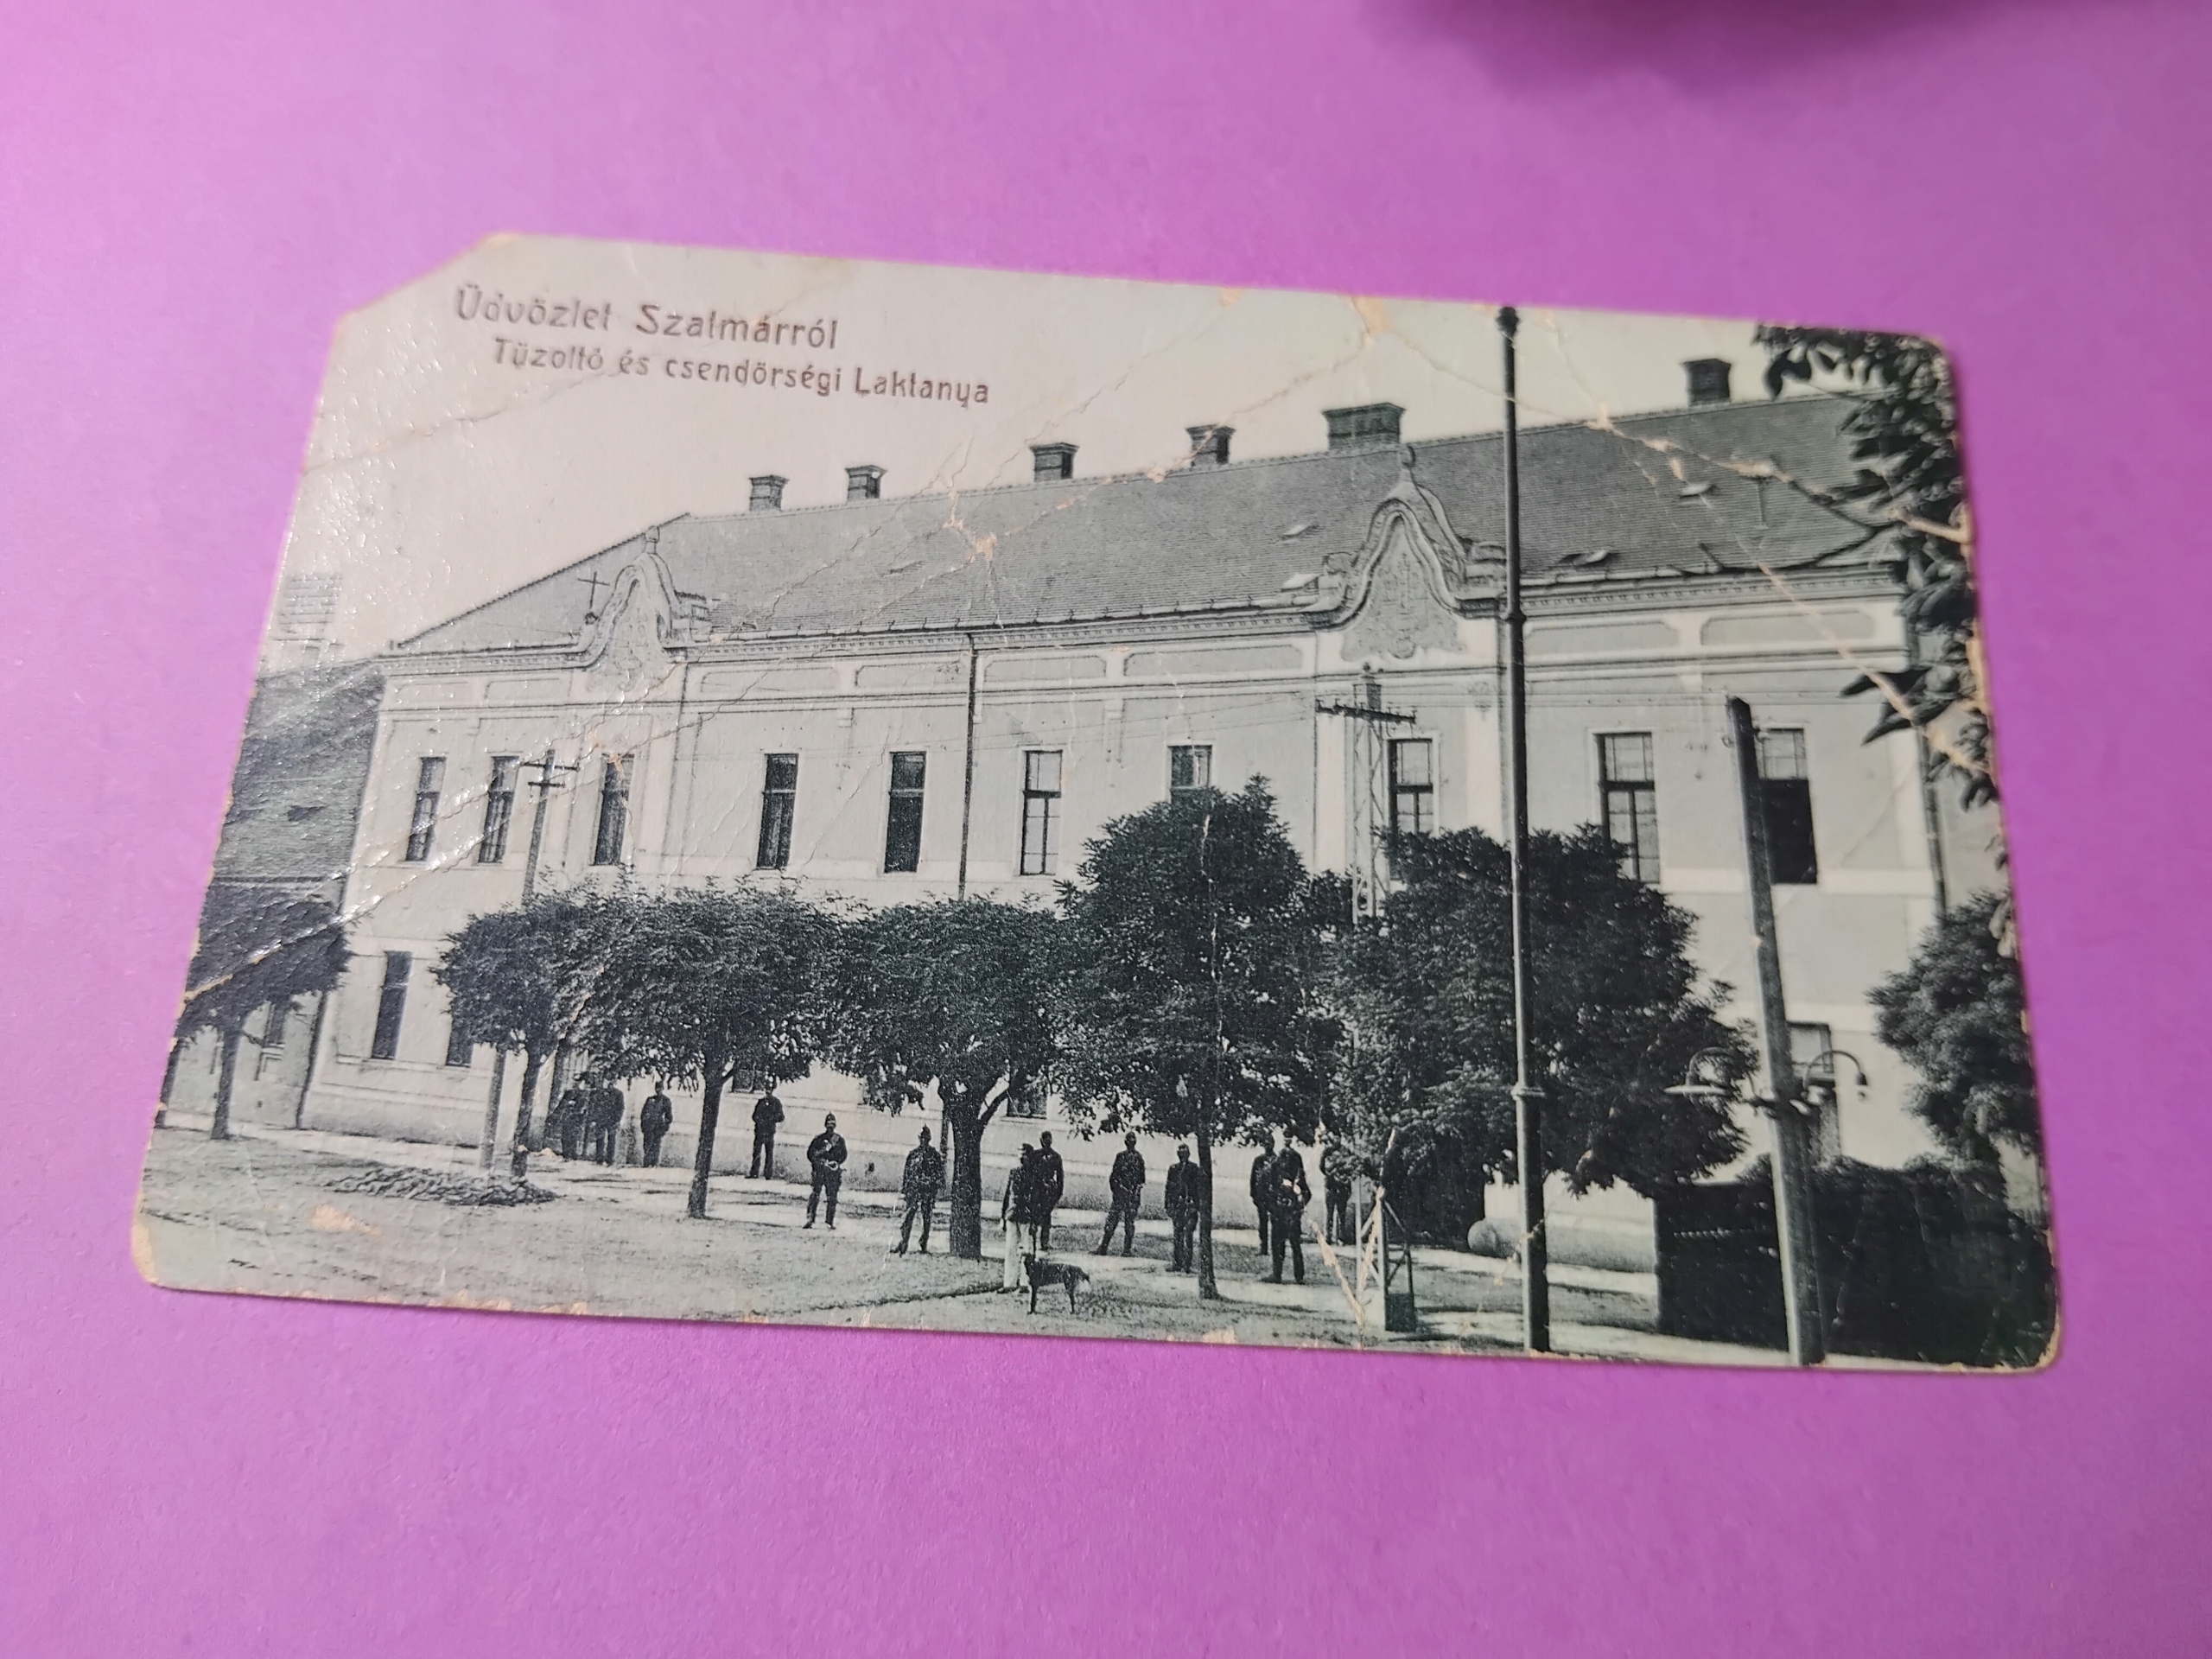 Üdvözlet Szatmárról
Tüzoltó és csendörségi Laktanya